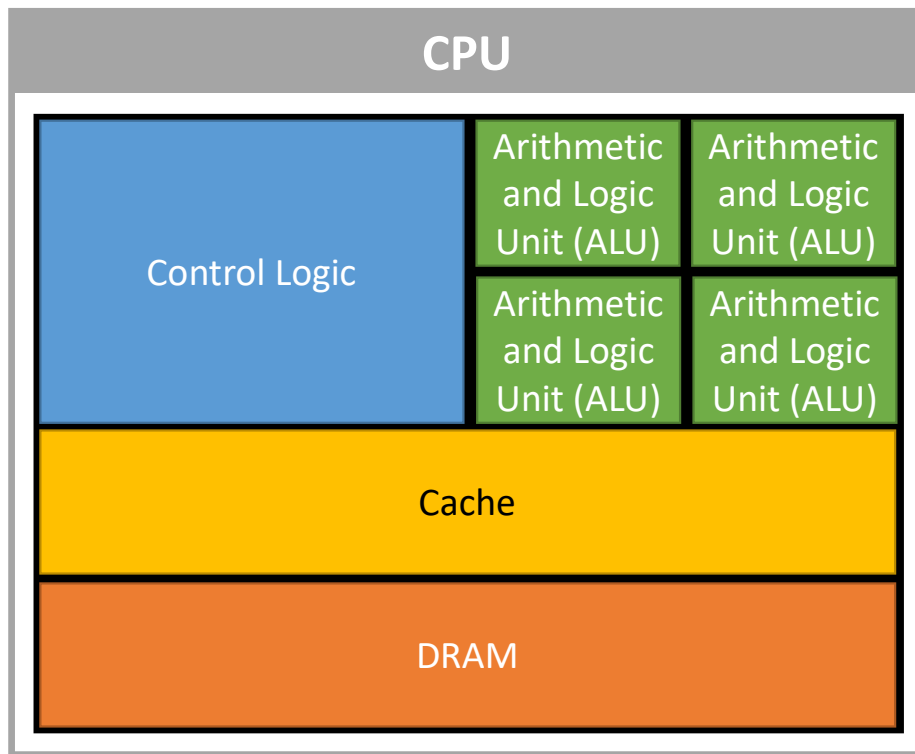 CPU
Control Logic
Arithmetic
and Logic
Unit (ALU)
Arithmetic
and Logic
Unit (ALU)
Arithmetic
and Logic
Unit (ALU)
Arithmetic
and Logic
Unit (ALU)
Cache
DRAM